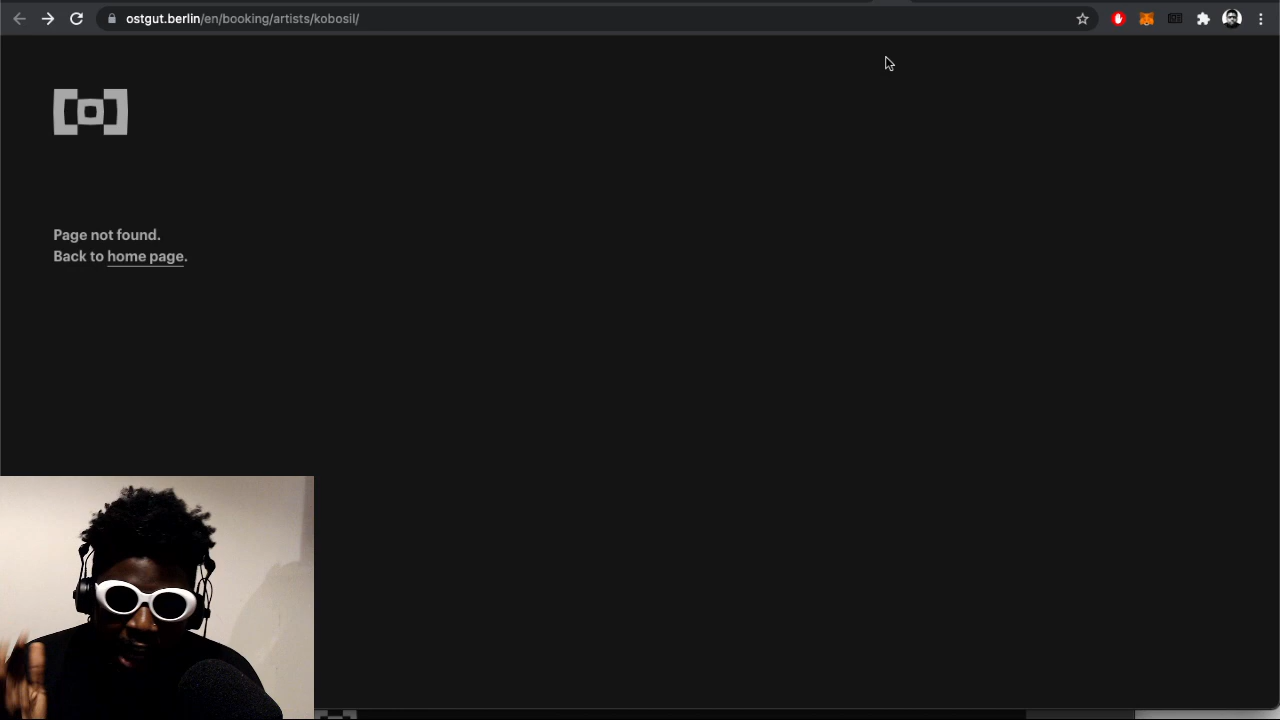 ostgut.berlin/en/booking/artists/kobosil/
Page not found.
Back to home page.